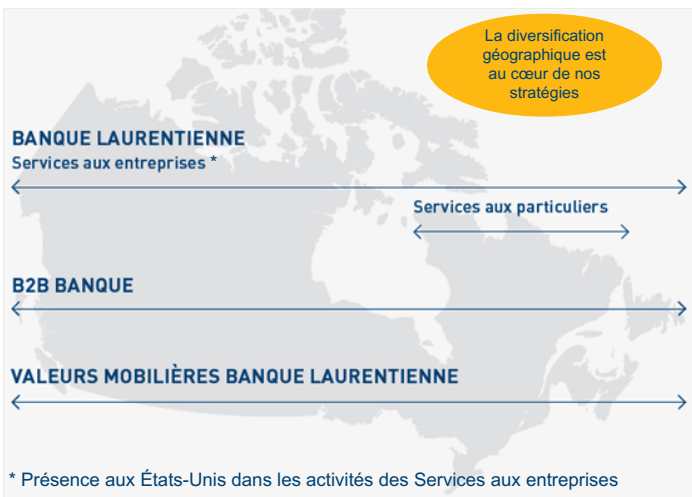 La diversification
géographique est
au cœur de nos
stratégies
BANQUE LAURENTIENNE
Services aux entreprises *
Services aux particuliers
B2B BANQUE
VALEURS MOBILIÈRES BANQUE LAURENTIENNE
* Présence aux États-Unis dans les activités des Services aux entreprises